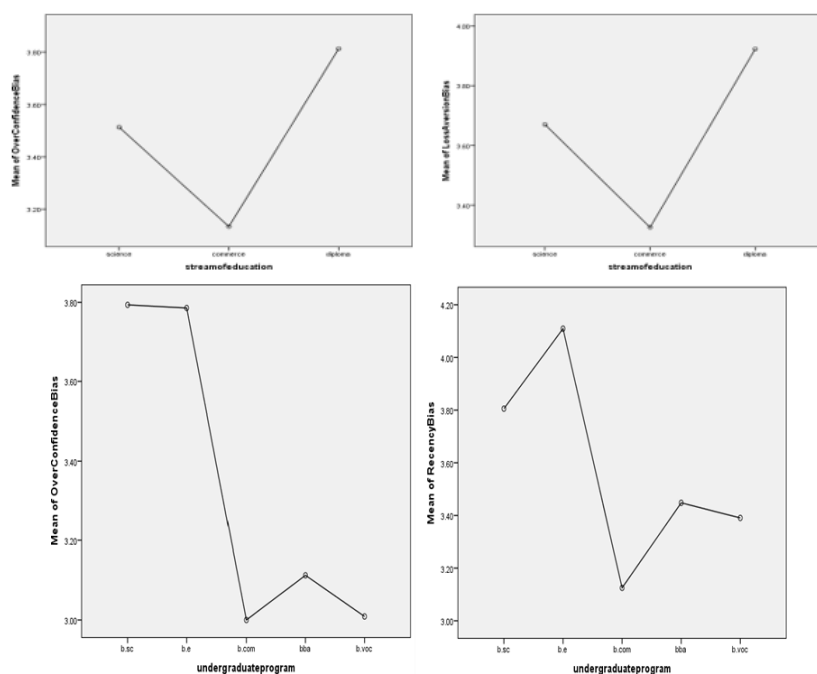 Mean of OverConfidenceBias
3.80
3.60
3.40
3.20
science commerce diploma
streamofeducation
Mean of LossAversionBias
4.00
3.80
3.60
3.40
science commerce diploma
streamofeducation
Mean of OverConfidenceBias
3.80
3.60
3.40
3.20
3.00
b.sc b.e b.com bba b.voc
undergraduateprogram
Mean of RecencyBias
4.20
4.00
3.80
3.60
3.40
3.20
3.00
b.sc b.e b.com bba b.voc
undergraduateprogram